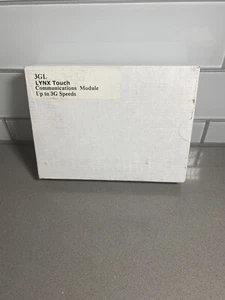 3GL
LYNX Touch
Communications Module
Up to 3G Speeds